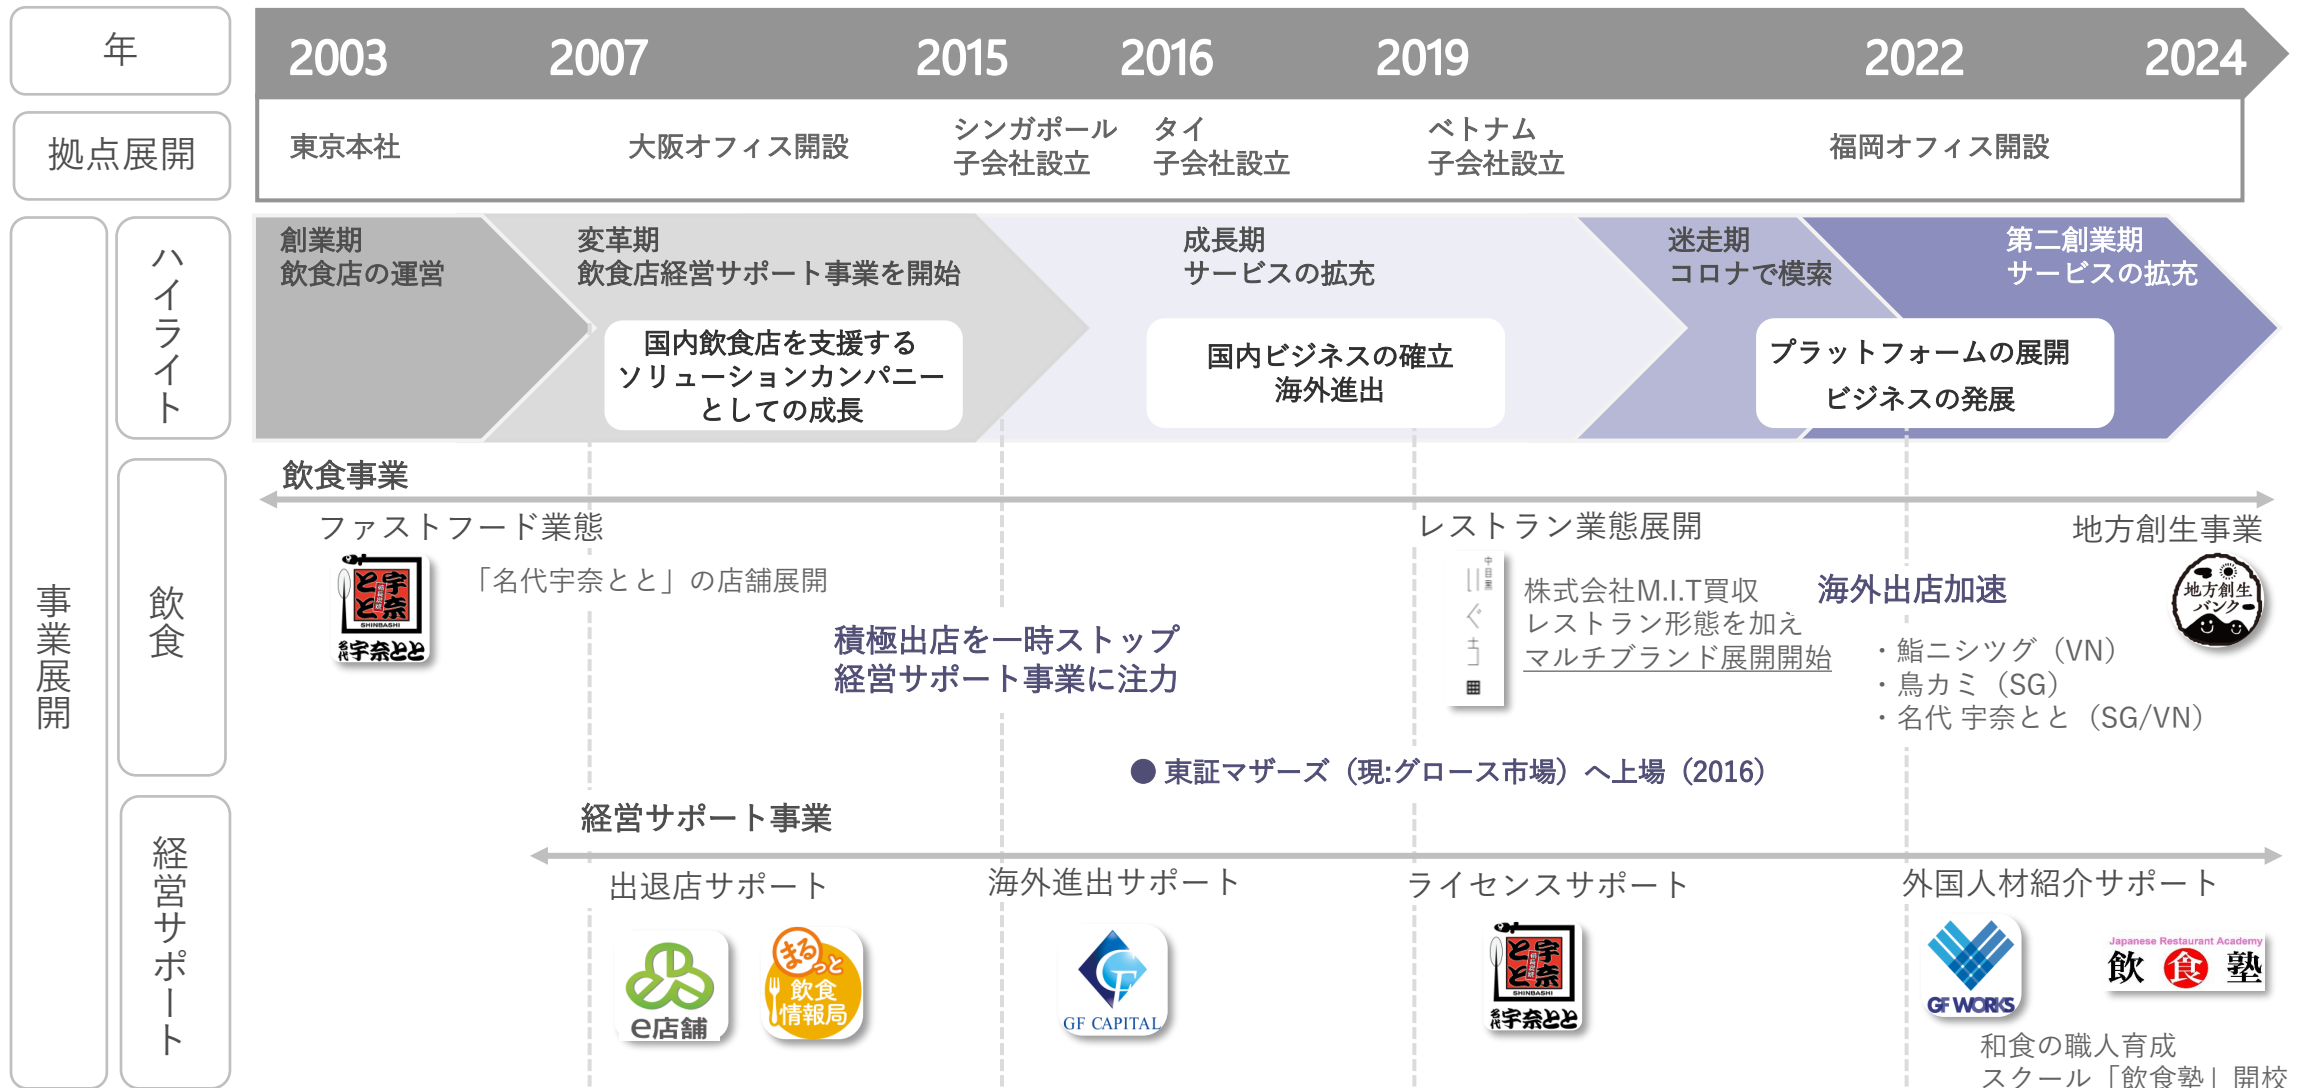 年
2003
2007
2015
2016
2019
2022
2024
拠点展開
東京本社
大阪オフィス開設
シンガポール
子会社設立
タイ
子会社設立
ベトナム
子会社設立
福岡オフィス開設
事業展開
ハイライト
創業期
飲食店の運営
変革期
飲食店経営サポート事業を開始
国内飲食店を支援する
ソリューションカンパニー
としての成長
成長期
サービスの拡充
国内ビジネスの確立
海外進出
迷走期
コロナで模索
第二創業期
サービスの拡充
プラットフォームの展開
ビジネスの発展
飲食
飲食事業
ファストフード業態
宇奈とと
SHINBASHI
名代宇奈とと
「名代宇奈とと」の店舗展開
積極出店を一時ストップ
経営サポート事業に注力
レストラン業態展開
中目黒
いぐち
株式会社M.I.T買収
レストラン形態を加え
マルチブランド展開開始
海外出店加速
・鮨ニシツグ（VN）
・鳥カミ（SG）
・名代 宇奈とと（SG/VN）
地方創生事業
地方創生
バンク
● 東証マザーズ（現:グロース市場）へ上場（2016）
経営サポート
経営サポート事業
出退店サポート
e店舗
まるっと
飲食
情報局
海外進出サポート
GF CAPITAL
ライセンスサポート
宇奈とと
SHINBASHI
名代宇奈とと
外国人材紹介サポート
GF WORKS
Japanese Restaurant Academy
飲食塾
和食の職人育成
スクール「飲食塾」開校